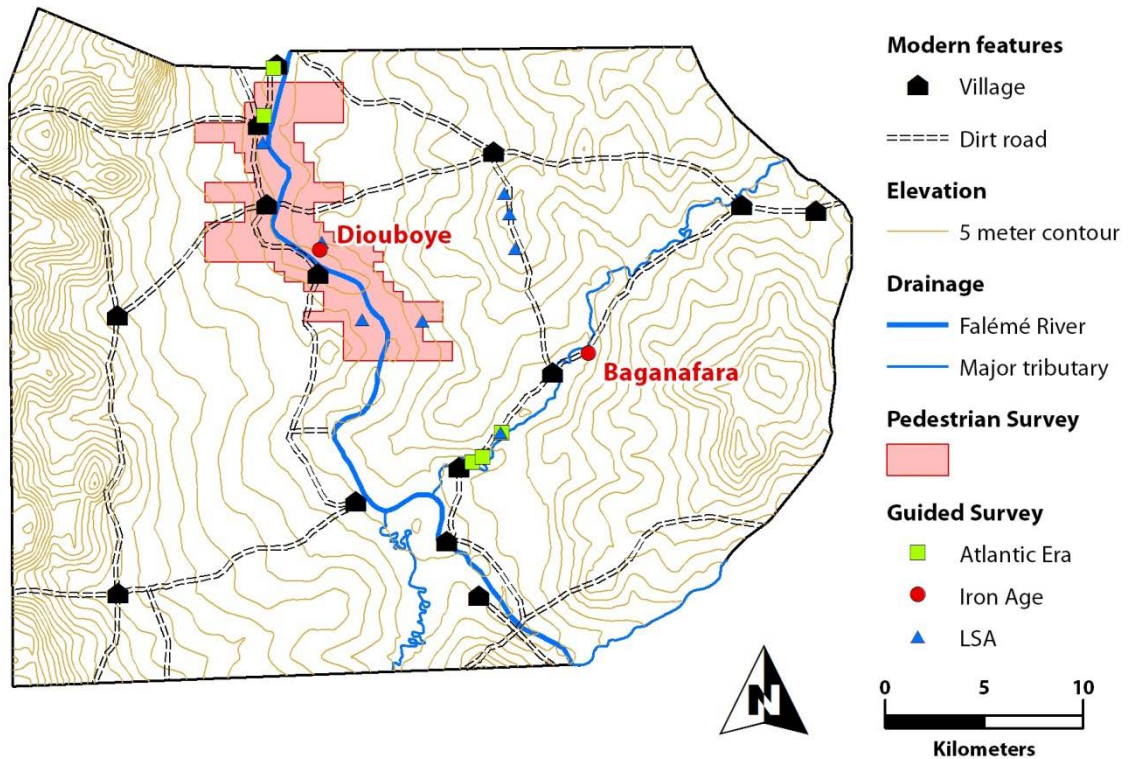 Diouboye
Baganafara
Modern features
Village
Dirt road
Elevation
5 meter contour
Drainage
Falémé River
Major tributary
Pedestrian Survey
Guided Survey
Atlantic Era
Iron Age
LSA
N
0 5 10
Kilometers